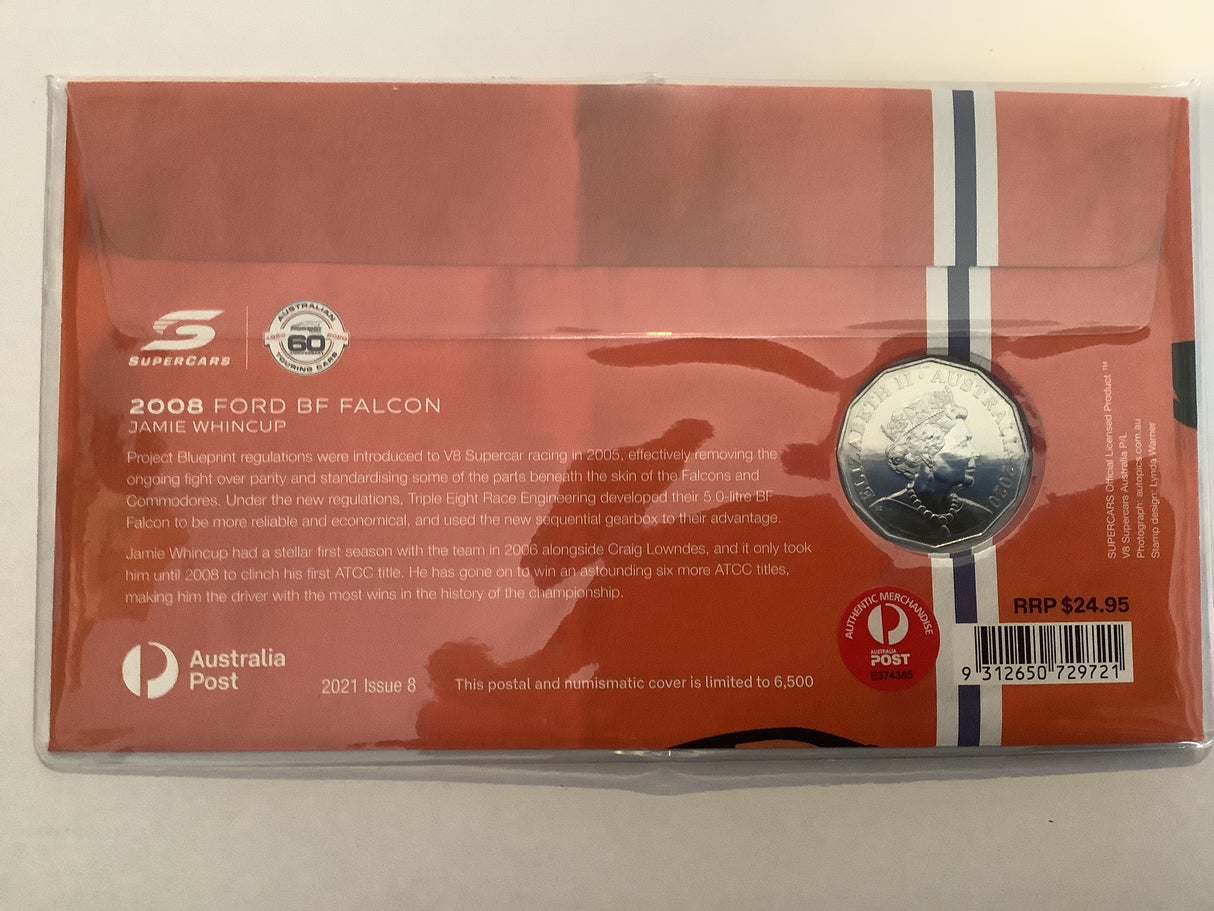 SUPERCARS
AUSTRALIAN
1960 60 2020
TOURING CARS
2008 FORD BF FALCON
JAMIE WHINCUP
Project Blueprint regulations were introduced to V8 Supercar racing in 2005, effectively removing the
ongoing fight over parity and standardising some of the parts beneath the skin of the Falcons and
Commodores. Under the new regulations, Triple Eight Race Engineering developed their 5.0-litre BF
Falcon to be more reliable and economical, and used the new sequential gearbox to their advantage.
Jamie Whincup had a stellar first season with the team in 2006 alongside Craig Lowndes, and it only took
him until 2008 to clinch his first ATCC title. He has gone on to win an astounding six more ATCC titles,
making him the driver with the most wins in the history of the championship.
Australia
Post
2021 Issue 8
This postal and numismatic cover is limited to 6,500
ELIZABETH II AUSTRALIA 2020
AUTHENTIC MERCHANDISE
AUSTRALIA
POST
E374385
RRP $24.95
9 312650 729721
SUPERCARS Official Licensed Product ™
V8 Supercars Australia P/L
Photograph: autopics.com.au
Stamp design: Lynda Warner